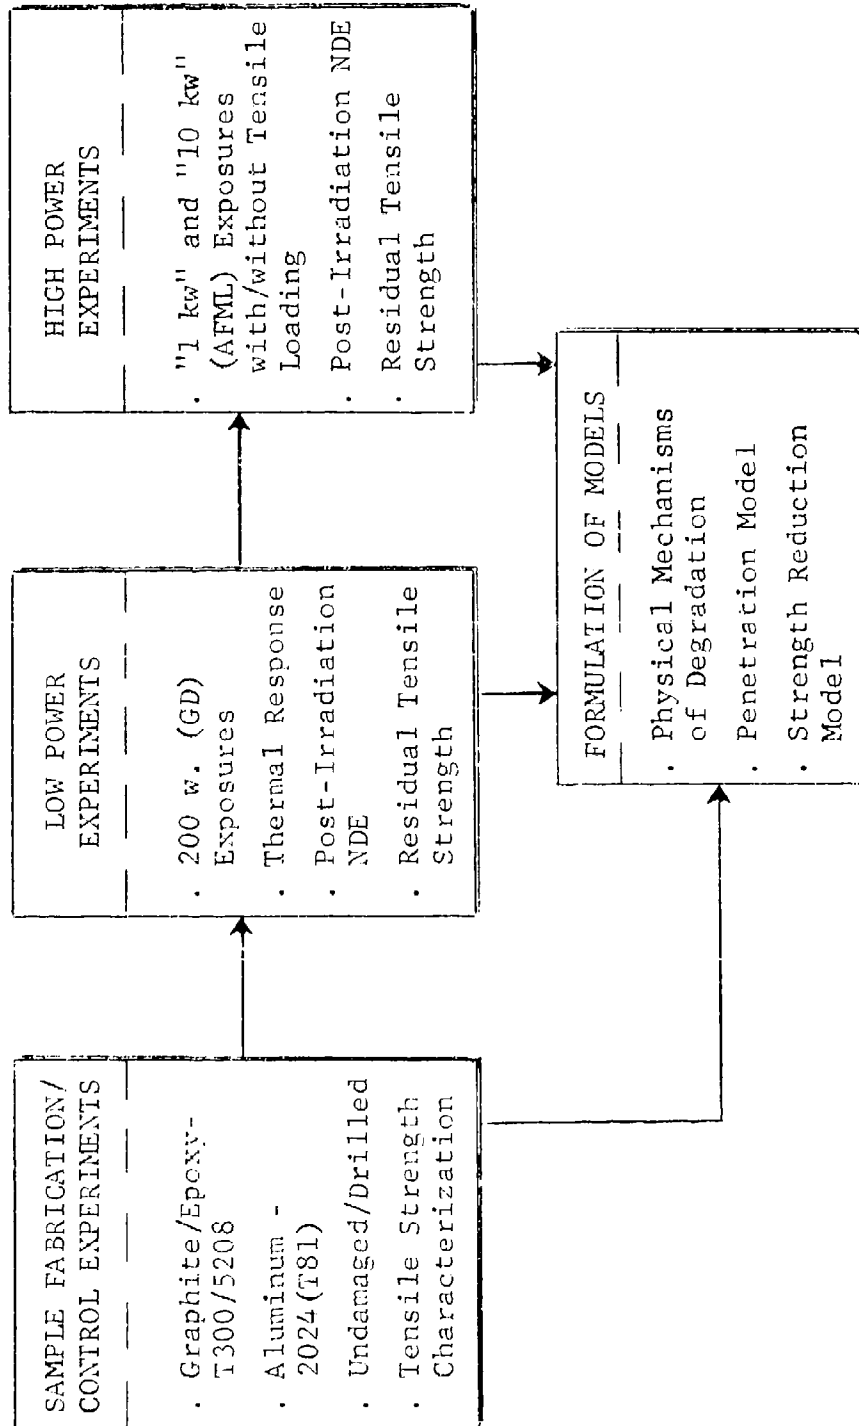 SAMPLE FABRICATION/
CONTROL EXPERIMENTS
. Graphite/Epoxy-
T300/5208
. Aluminum -
2024(T81)
. Undamaged/Drilled
. Tensile Strength
Characterization
LOW POWER
EXPERIMENTS
. 200 w. (GD)
Exposures
. Thermal Response
. Post-Irradiation
NDE
. Residual Tensile
Strength
HIGH POWER
EXPERIMENTS
. "1 kw" and "10 kw"
(AFML) Exposures
with/without Tensile
Loading
. Post-Irradiation NDE
. Residual Tensile
Strength
FORMULATION OF MODELS
. Physical Mechanisms
of Degradation
. Penetration Model
. Strength Reduction
Model